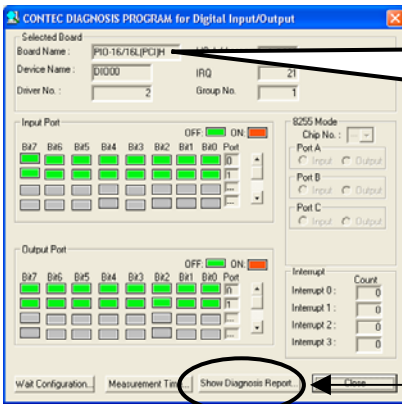 CONTEC DIAGNOSIS PROGRAM for Digital Input/Output
Selected Board
Board Name : PIO-16/16L(PCI)H
Device Name : DIO00 IRQ 21
Driver No. : 2 Group No. 1
Input Port
OFF: ON:
Bit7 Bit6 Bit5 Bit4 Bit3 Bit2 Bit1 Bit0 Port
0
1
---
---
8255 Mode
Chip No. : --
Port A
Input Output
Port B
Input Output
Port C
Input Output
Output Port
OFF: ON:
Bit7 Bit6 Bit5 Bit4 Bit3 Bit2 Bit1 Bit0 Port
0
1
---
---
Interrupt
Count
Interrupt 0 : 0
Interrupt 1 : 0
Interrupt 2 : 0
Interrupt 3 : 0
Wait Configuration... Measurement Tim Show Diagnosis Report... Close